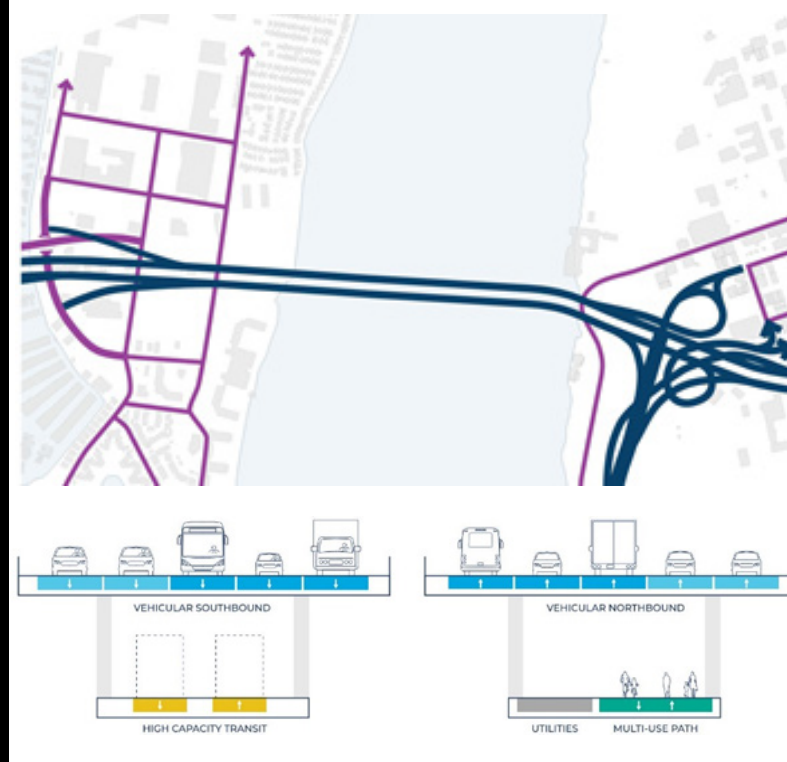 VEHICULAR SOUTHBOUND
VEHICULAR NORTHBOUND
HIGH CAPACITY TRANSIT
UTILITIES
MULTI-USE PATH